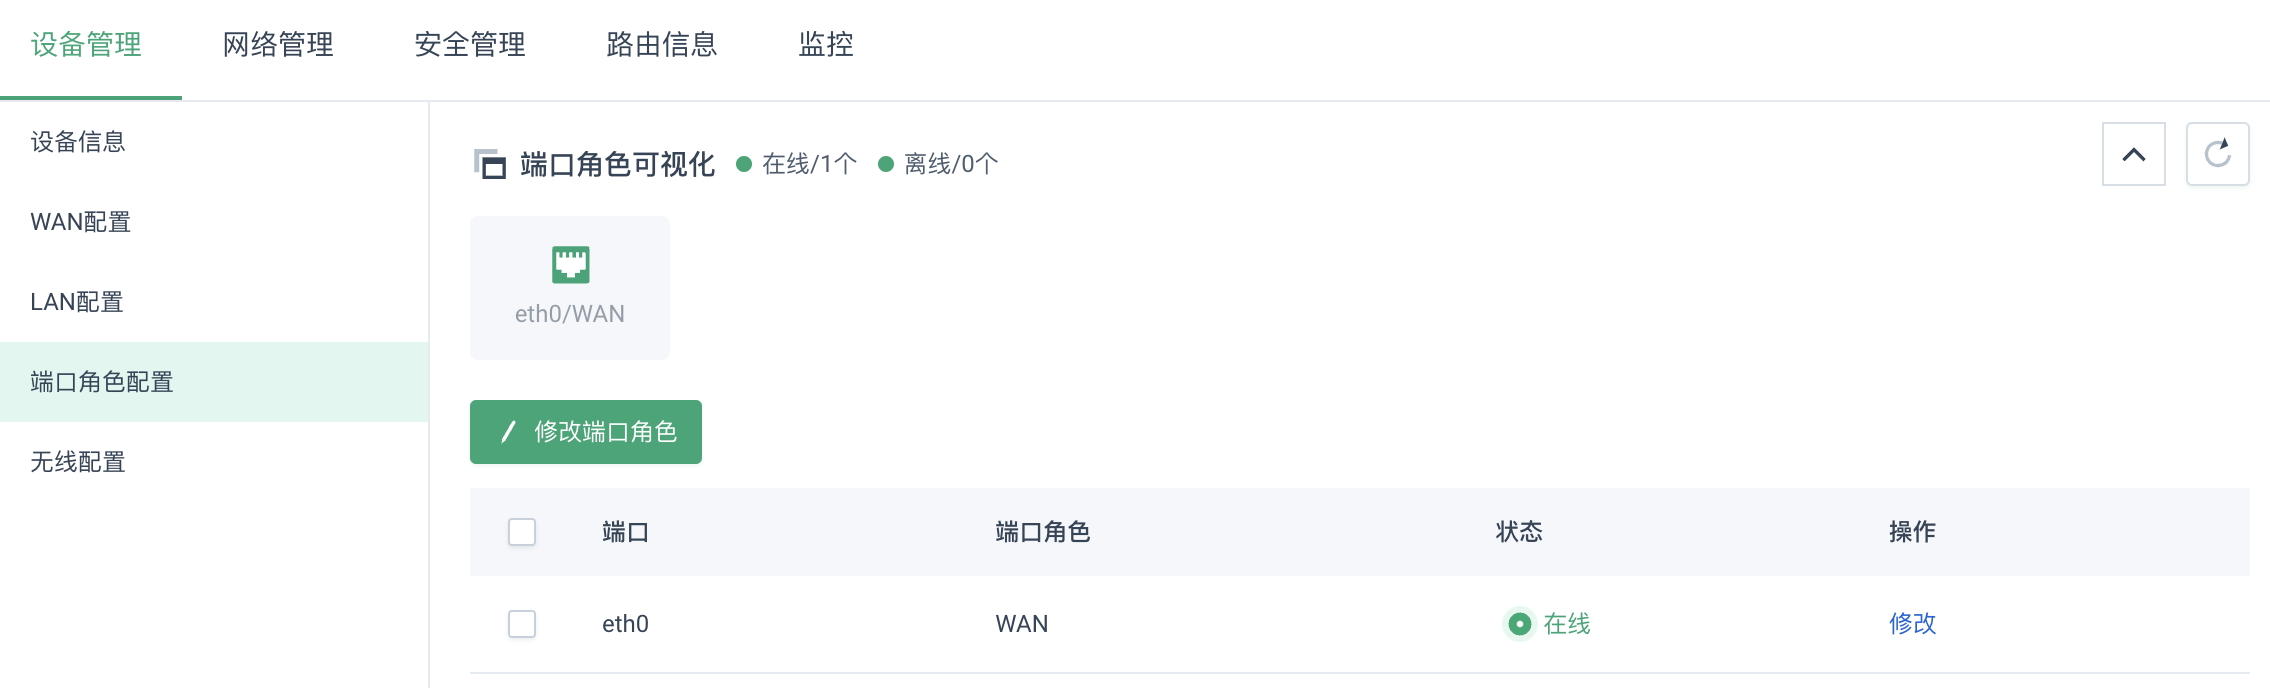 设备管理 网络管理 安全管理 路由信息 监控
设备信息
WAN配置
LAN配置
端口角色配置
无线配置
端口角色可视化 在线/1个 离线/0个
eth0/WAN
修改端口角色
端口 端口角色 状态 操作
eth0 WAN 在线 修改